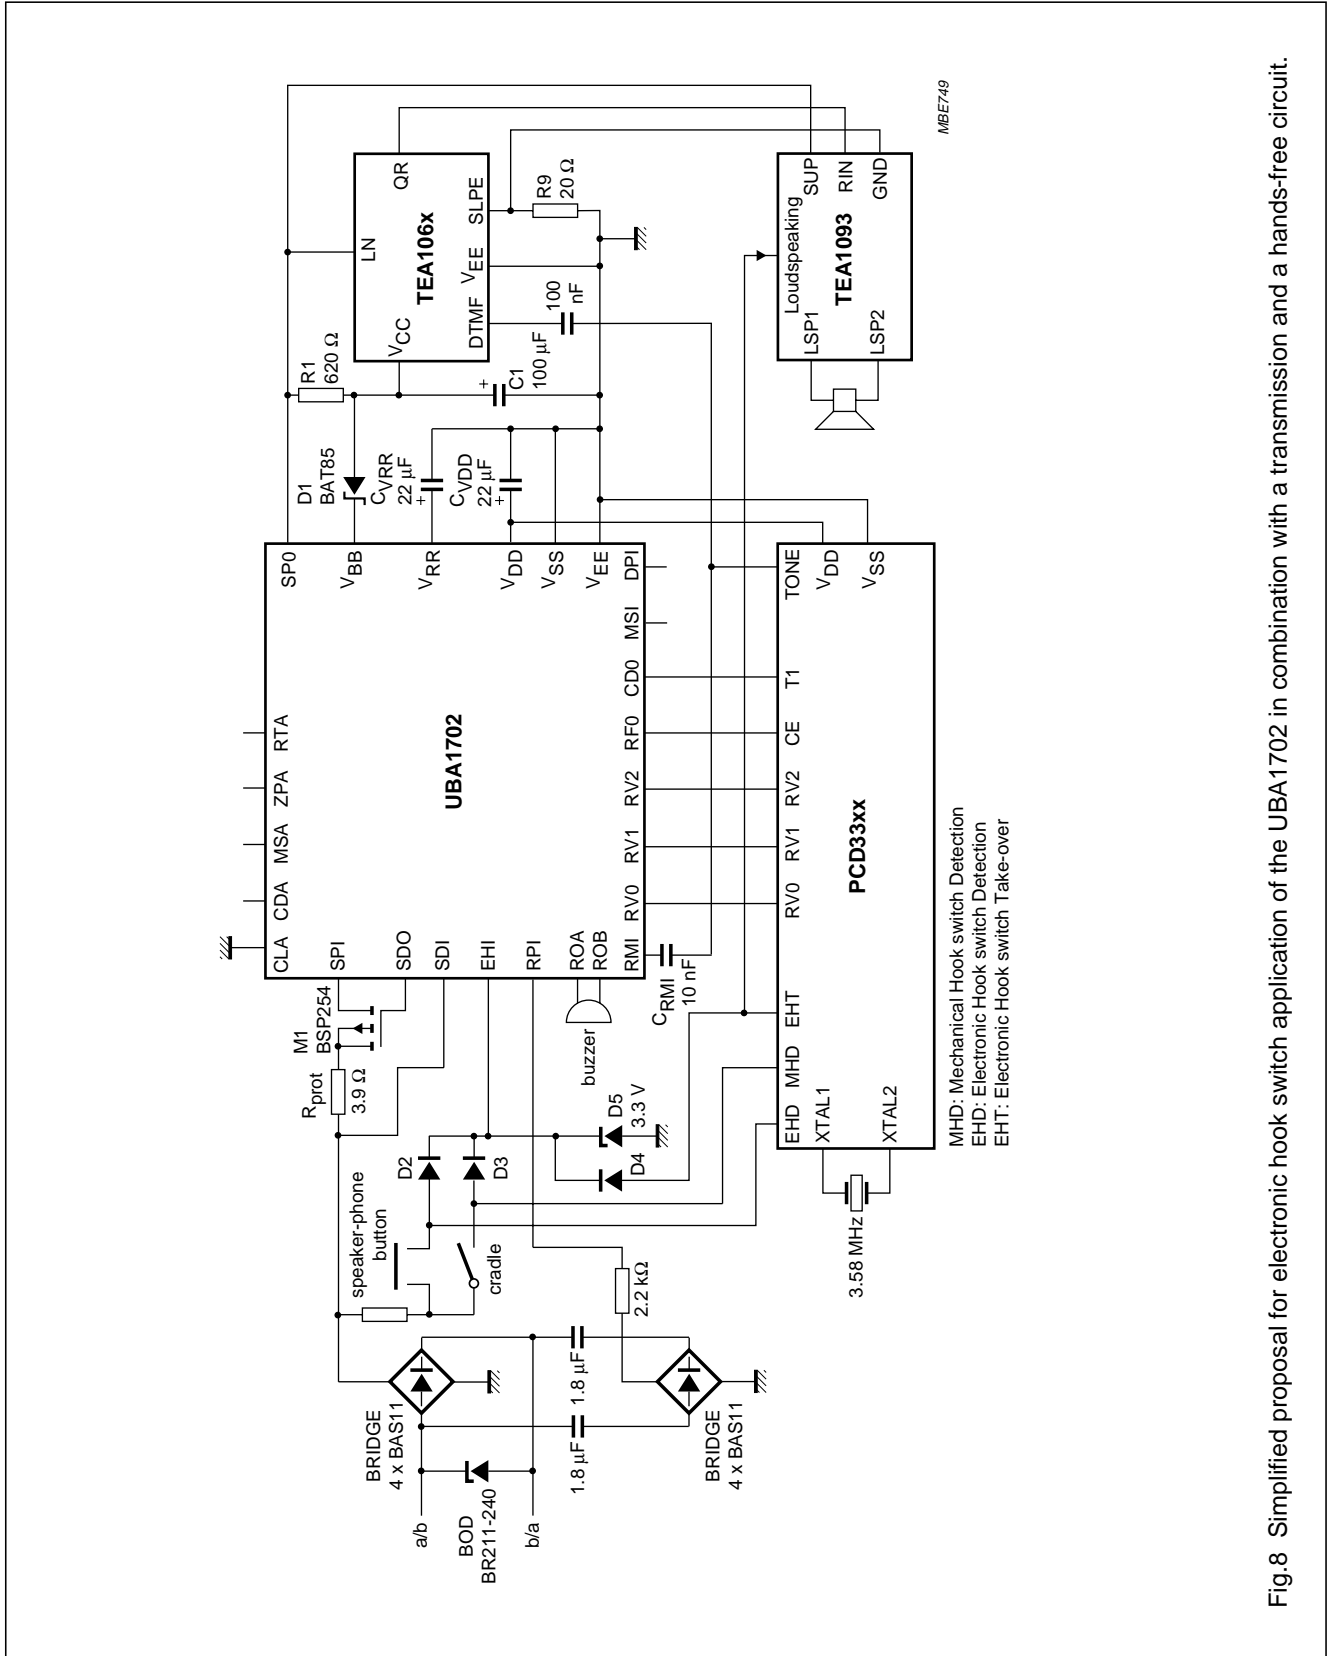 a/b
b/a
BOD
BR211-240
BRIDGE
4 x BAS11
BRIDGE
4 x BAS11
1.8 µF
1.8 µF
2.2 kΩ
speaker-phone
button
cradle
D2
D3
D4
D5
3.3 V
Rprot
3.9 Ω
M1
BSP254
buzzer
CRMI
10 nF
UBA1702
CLA
CDA
MSA
ZPA
RTA
SPI
SDO
SDI
EHI
RPI
ROA
ROB
RMI
RV0
RV1
RV2
RF0
CD0
MSI
DPI
SP0
VBB
VRR
VDD
VSS
VEE
D1
BAT85
CVRR
22 µF
+
CVDD
22 µF
+
R1
620 Ω
+
C1
100 µF
TEA106x
LN
VCC
QR
DTMF
VEE
SLPE
R9
20 Ω
100
nF
PCD33xx
EHD
MHD
EHT
RV0
RV1
RV2
CE
T1
TONE
VDD
VSS
XTAL1
XTAL2
3.58 MHz
TEA1093
Loudspeaking
LSP1
LSP2
SUP
RIN
GND
MHD: Mechanical Hook switch Detection
EHD: Electronic Hook switch Detection
EHT: Electronic Hook switch Take-over
MBE749
Fig.8 Simplified proposal for electronic hook switch application of the UBA1702 in combination with a transmission and a hands-free circuit.